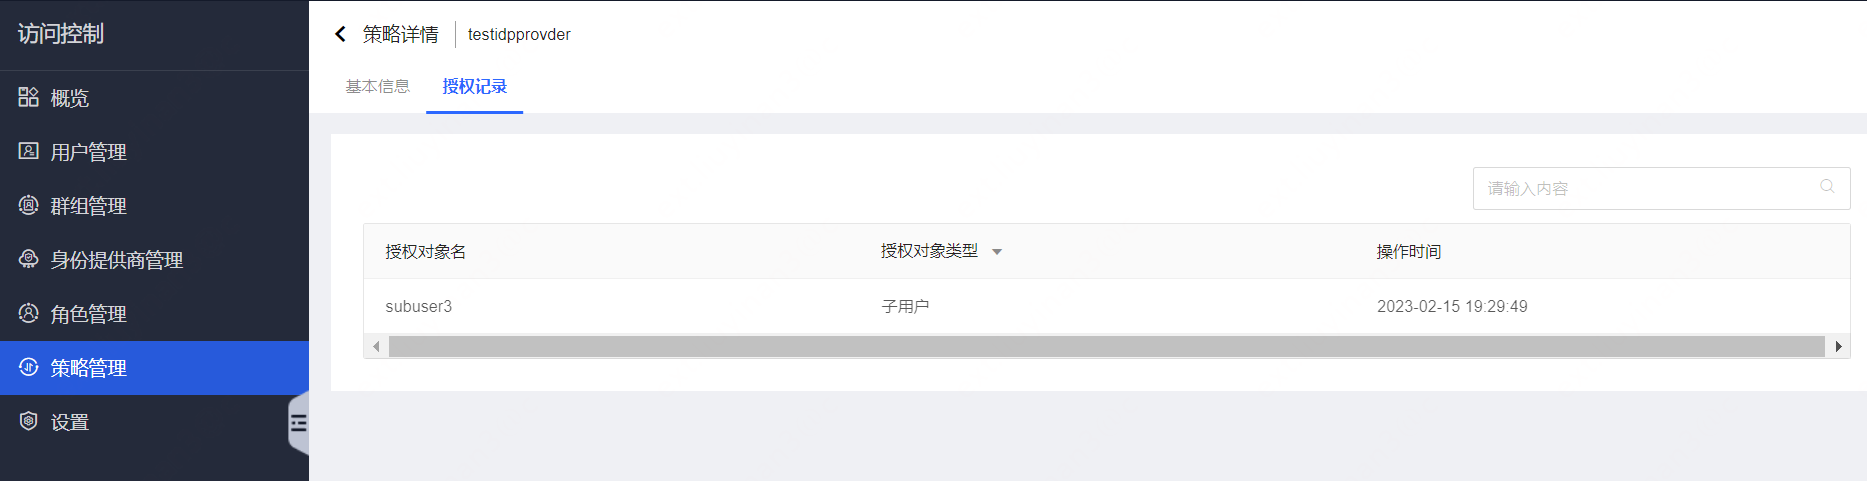 访问控制
概览
用户管理
群组管理
身份提供商管理
角色管理
策略管理
设置
策略详情 testidpprovder
基本信息 授权记录
请输入内容
授权对象名 授权对象类型 操作时间
subuser3 子用户 2023-02-15 19:29:49